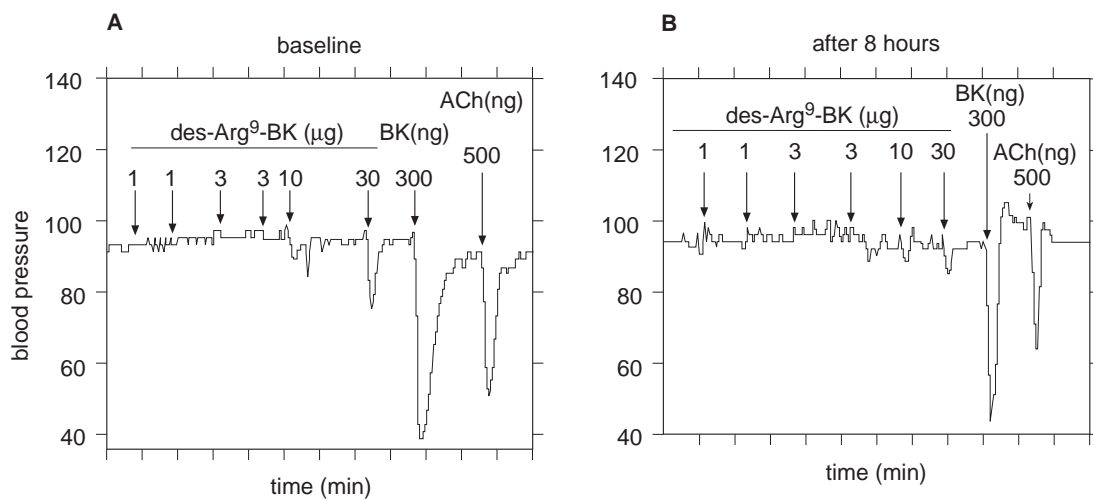 A
baseline
140
120
100
80
60
40
blood pressure
ACh(ng)
des-Arg⁹-BK (μg) BK(ng)
500
1 1 3 3 10 30 300
time (min)
B
after 8 hours
140
120
100
80
60
40
BK(ng)
300
des-Arg⁹-BK (μg)
ACh(ng)
1 1 3 3 10 30 500
time (min)